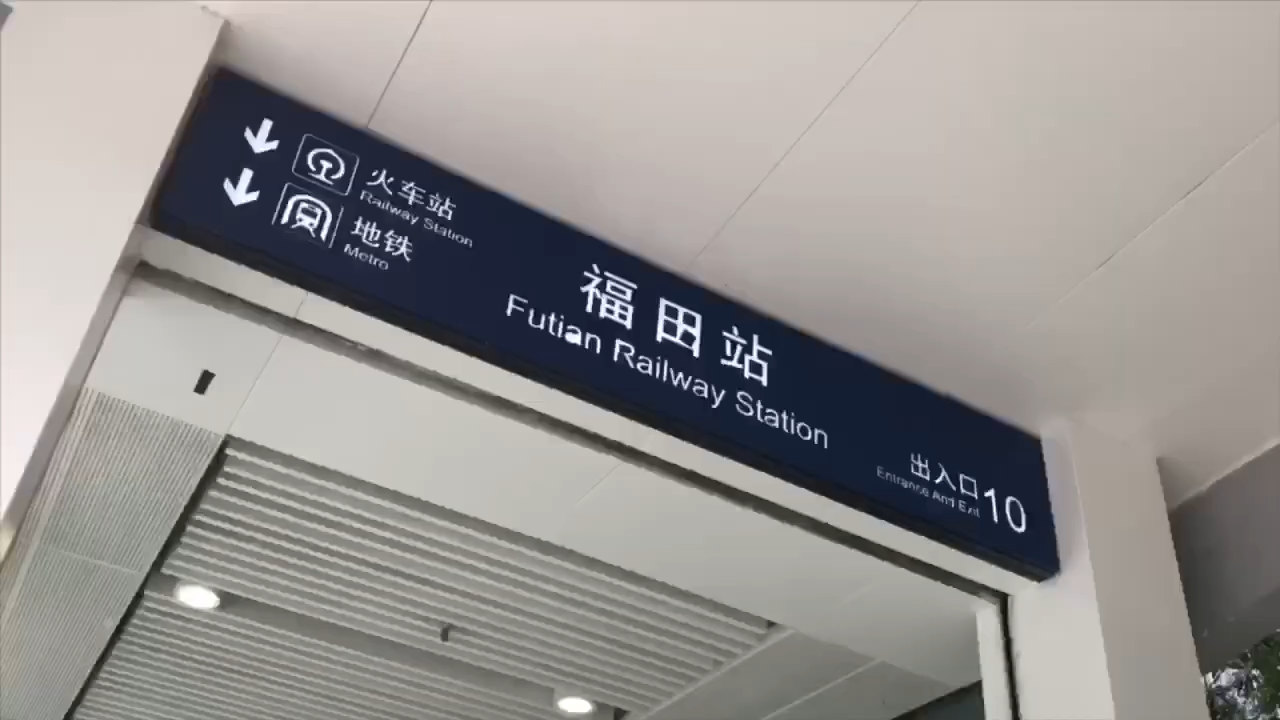 火车站
Railway Station
地铁
Metro
福田站
Futian Railway Station
出入口
Entrance And Exit
10